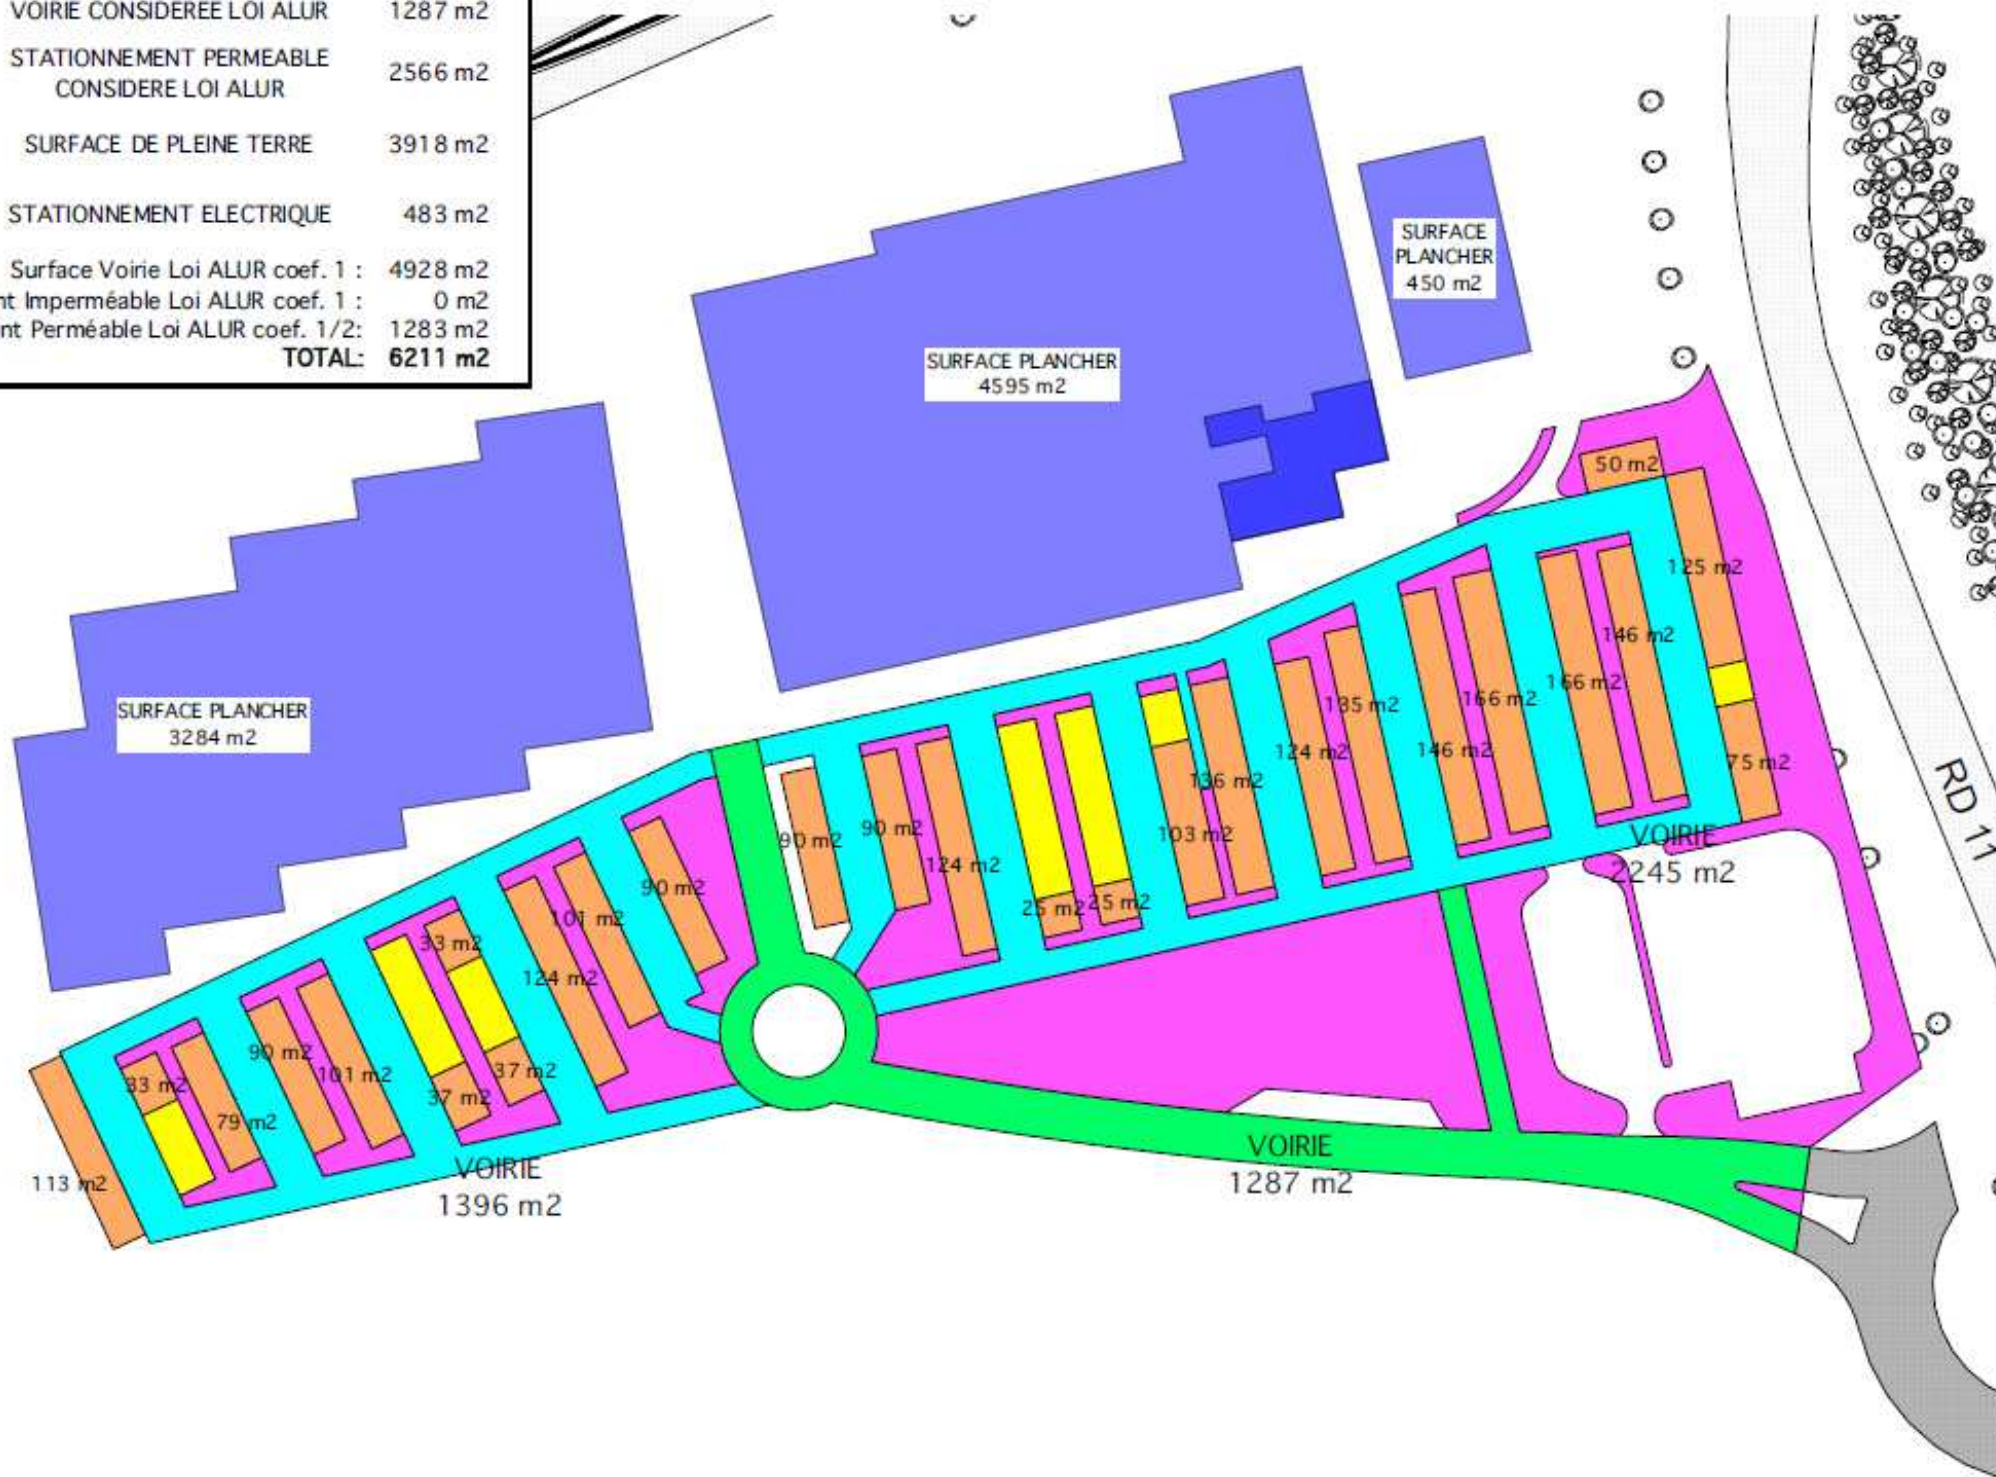 VOIRIE CONSIDEREE LOI ALUR 1287 m2
STATIONNEMENT PERMEABLE
CONSIDERE LOI ALUR 2566 m2
SURFACE DE PLEINE TERRE 3918 m2
STATIONNEMENT ELECTRIQUE 483 m2
Surface Voirie Loi ALUR coef. 1 : 4928 m2
nt Imperméable Loi ALUR coef. 1 : 0 m2
nt Perméable Loi ALUR coef. 1/2: 1283 m2
TOTAL: 6211 m2
SURFACE
PLANCHER
450 m2
SURFACE PLANCHER
4595 m2
SURFACE PLANCHER
3284 m2
50 m2
125 m2
146 m2
166 m2
166 m2
135 m2
146 m2
124 m2
75 m2
136 m2
103 m2
90 m2
90 m2
124 m2
25 m2
25 m2
VOIRIE
2245 m2
RD 11
90 m2
101 m2
124 m2
33 m2
37 m2
37 m2
90 m2
101 m2
33 m2
79 m2
113 m2
VOIRIE
1396 m2
VOIRIE
1287 m2